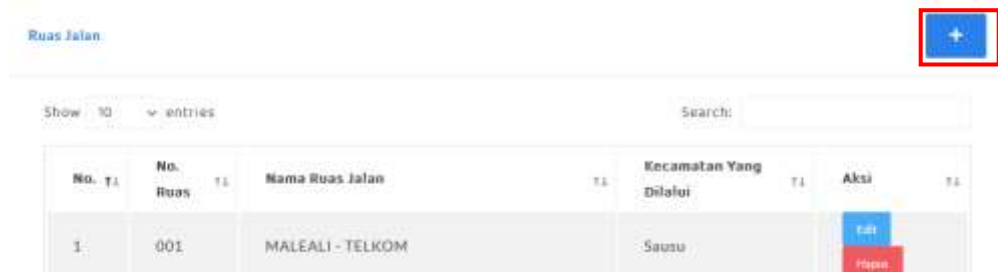 Ruas Jalan
+
Show 10 entries
Search:
No. No. Ruas Nama Ruas Jalan Kecamatan Yang Dilalui Aksi
1 001 MALEALI - TELKOM Sausu Edit
Hapus